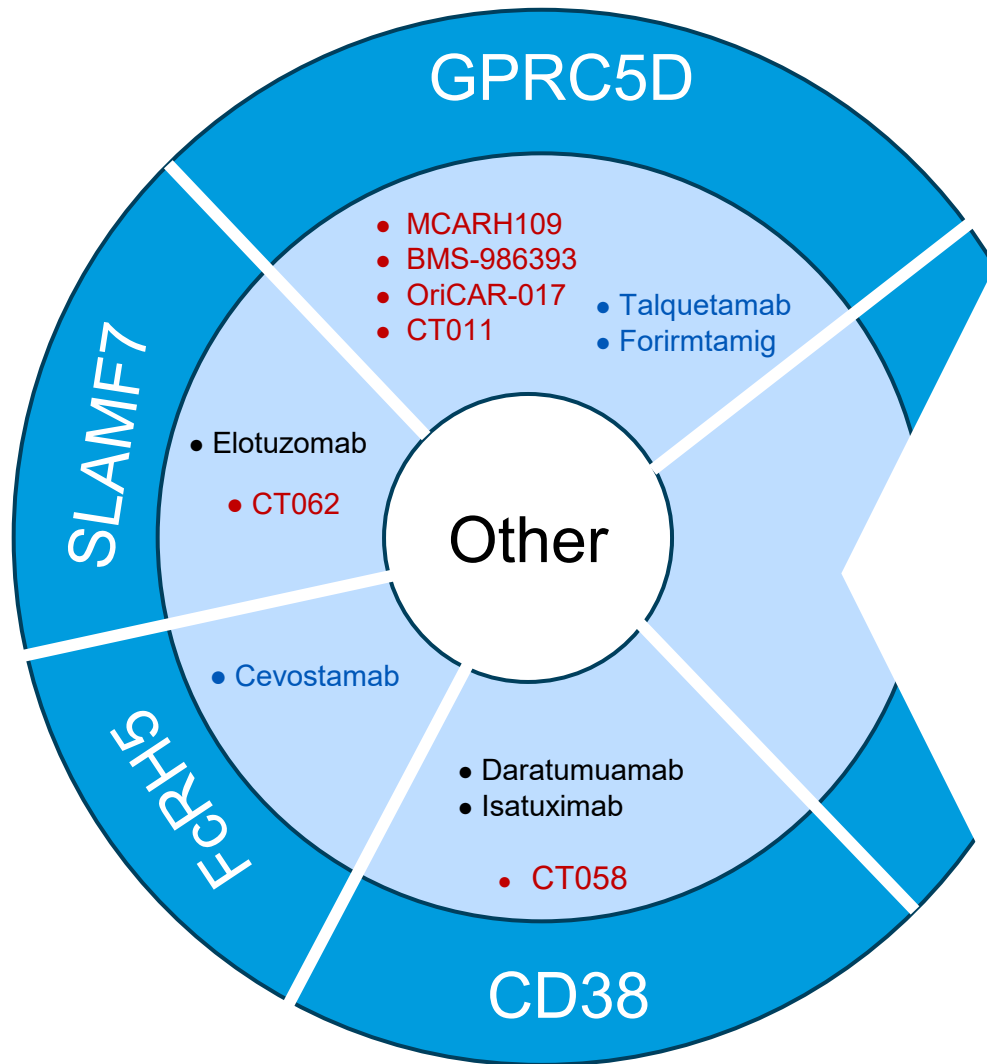 GPRC5D
• MCARH109
• BMS-986393
• OriCAR-017
• CT011
• Talquetamab
• Forirmtamig
SLAMF7
• Elotuzomab
• CT062
Other
FcRH5
• Cevostamab
• Daratumuamab
• Isatuximab
• CT058
CD38